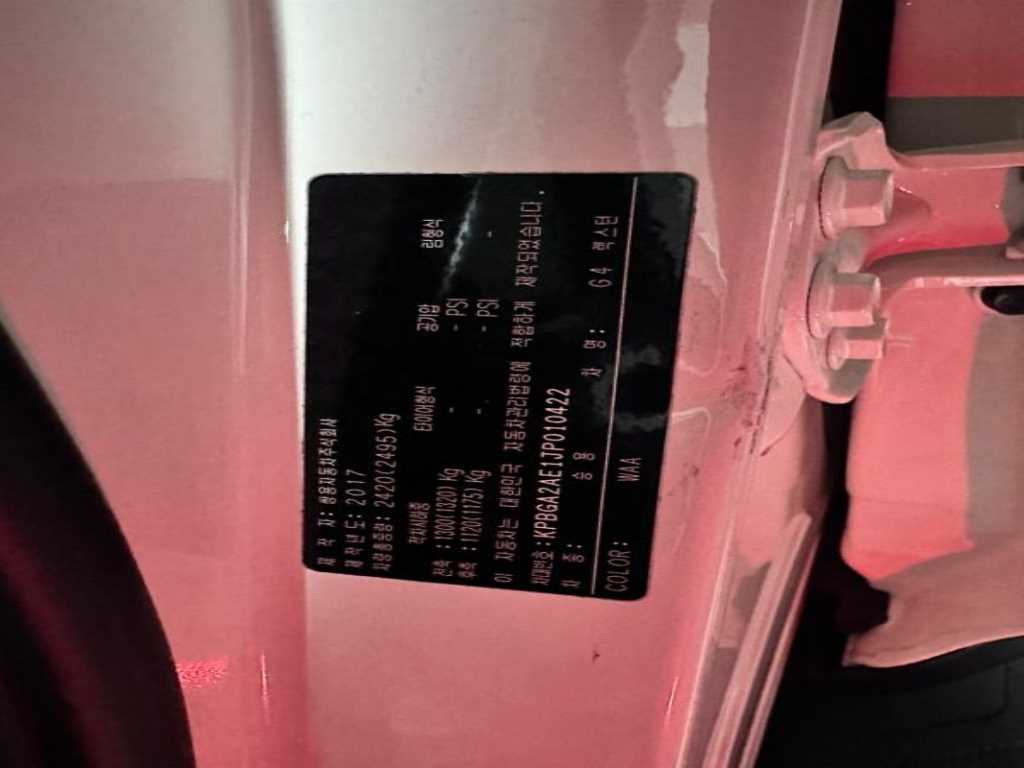 제 작 자: 쌍용자동차주식회사
제작년도: 2017
차량총중량: 2420(2495)Kg
적차시하중 타이어형식 공기압 림형식
전축: 1300(1320)Kg - - PSI
후축: 1120(1175)Kg - - PSI -
이 자동차는 대한민국 자동차관리법령에 적합하게 제작되었습니다.
차대번호: KPBGA2AE1JP010422
차 종: 승용 차 명: G4 렉스턴
COLOR: WAA